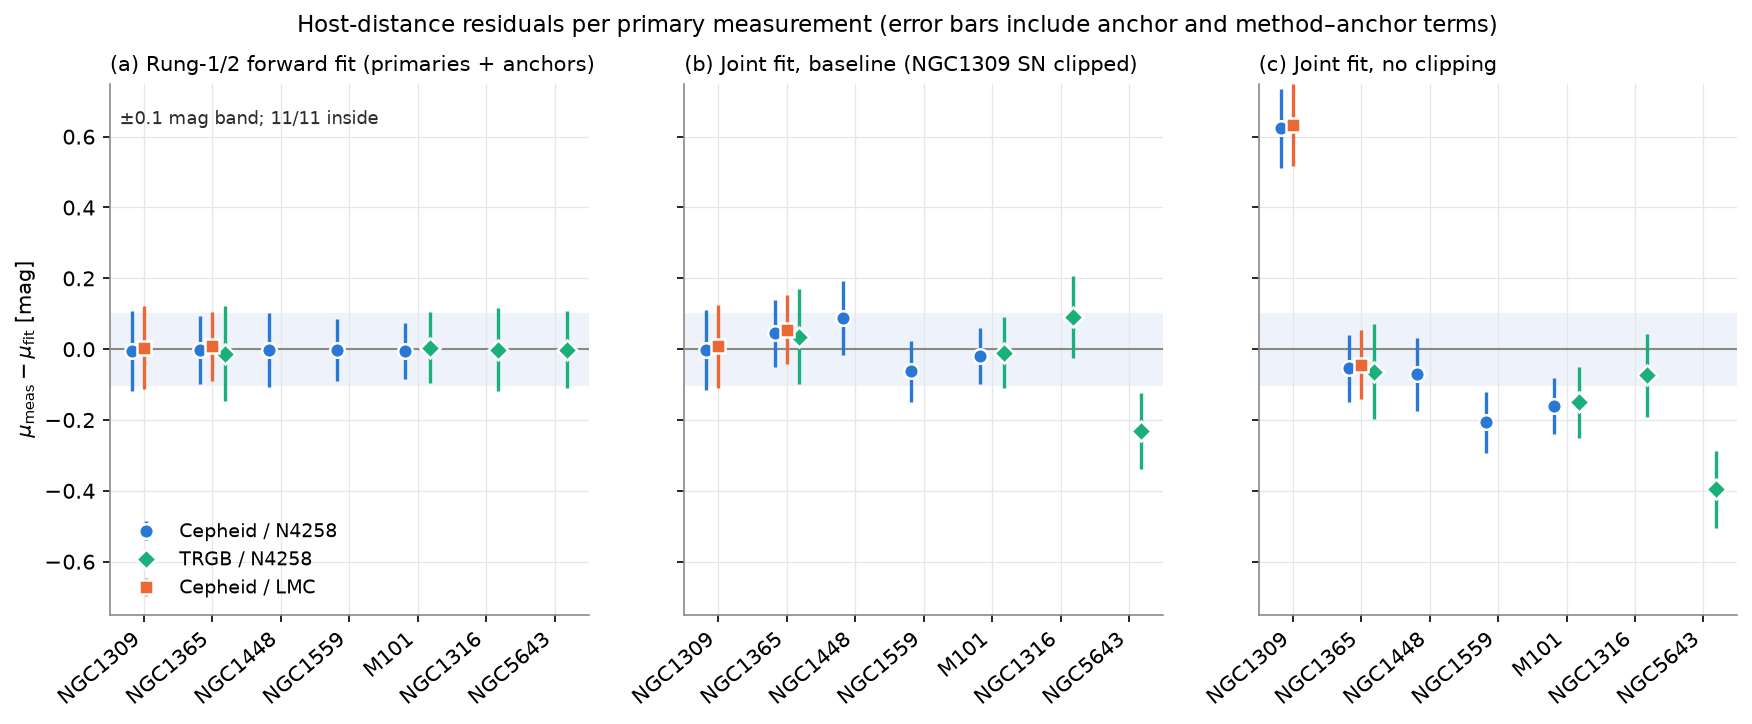 Host-distance residuals per primary measurement (error bars include anchor and method–anchor terms)
(a) Rung-1/2 forward fit (primaries + anchors)
(b) Joint fit, baseline (NGC1309 SN clipped)
(c) Joint fit, no clipping
±0.1 mag band; 11/11 inside
μmeas − μfit [mag]
0.6
0.4
0.2
0.0
−0.2
−0.4
−0.6
Cepheid / N4258
TRGB / N4258
Cepheid / LMC
NGC1309
NGC1365
NGC1448
NGC1559
M101
NGC1316
NGC5643
NGC1309
NGC1365
NGC1448
NGC1559
M101
NGC1316
NGC5643
NGC1309
NGC1365
NGC1448
NGC1559
M101
NGC1316
NGC5643